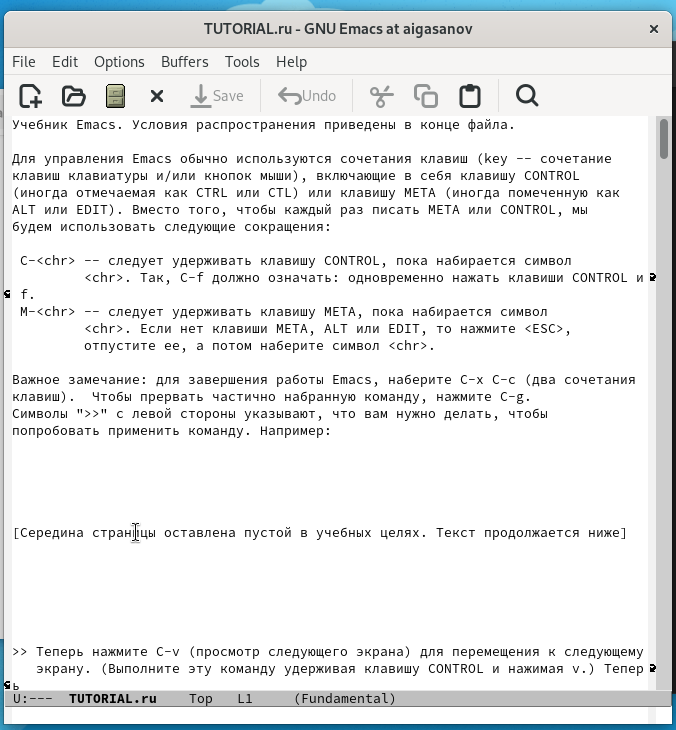 TUTORIAL.ru - GNU Emacs at aigasanov
File Edit Options Buffers Tools Help
Save Undo
Учебник Emacs. Условия распространения приведены в конце файла.
Для управления Emacs обычно используются сочетания клавиш (key -- сочетание
клавиш клавиатуры и/или кнопок мыши), включающие в себя клавишу CONTROL
(иногда отмечаемая как CTRL или CTL) или клавишу META (иногда помеченную как
ALT или EDIT). Вместо того, чтобы каждый раз писать META или CONTROL, мы
будем использовать следующие сокращения:
C-<chr> -- следует удерживать клавишу CONTROL, пока набирается символ
<chr>. Так, C-f должно означать: одновременно нажать клавиши CONTROL и
f.
M-<chr> -- следует удерживать клавишу META, пока набирается символ
<chr>. Если нет клавиши META, ALT или EDIT, то нажмите <ESC>,
отпустите ее, а потом наберите символ <chr>.
Важное замечание: для завершения работы Emacs, наберите C-x C-c (два сочетания
клавиш).  Чтобы прервать частично набранную команду, нажмите C-g.
Символы ">>" с левой стороны указывают, что вам нужно делать, чтобы
попробовать применить команду. Например:
[Середина страницы оставлена пустой в учебных целях. Текст продолжается ниже]
>> Теперь нажмите C-v (просмотр следующего экрана) для перемещения к следующему
экрану. (Выполните эту команду удерживая клавишу CONTROL и нажимая v.) Тепер
ь
U:--- TUTORIAL.ru Top L1 (Fundamental)